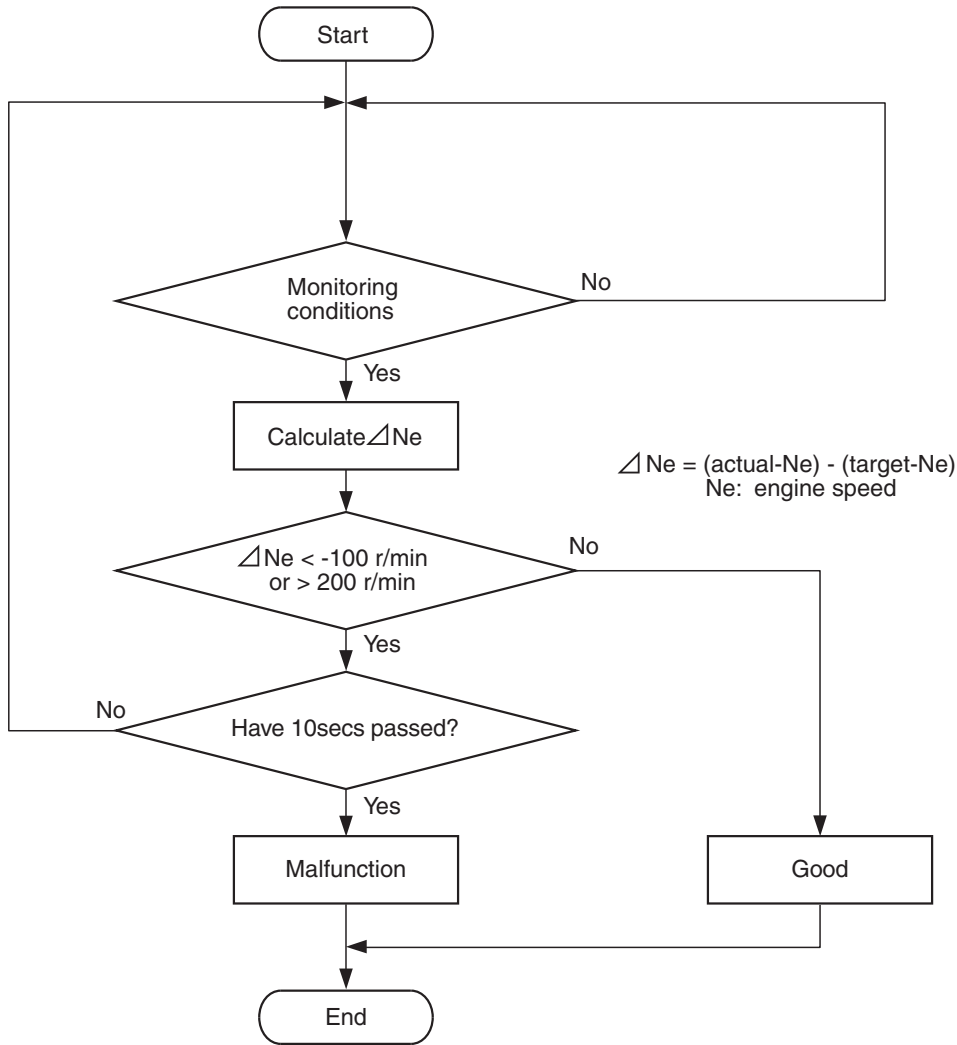 Start
Monitoring
conditions
No
Yes
Calculate⊿Ne
⊿Ne = (actual-Ne) - (target-Ne)
Ne: engine speed
⊿Ne < -100 r/min
or > 200 r/min
No
Yes
No
Have 10secs passed?
Yes
Malfunction
Good
End